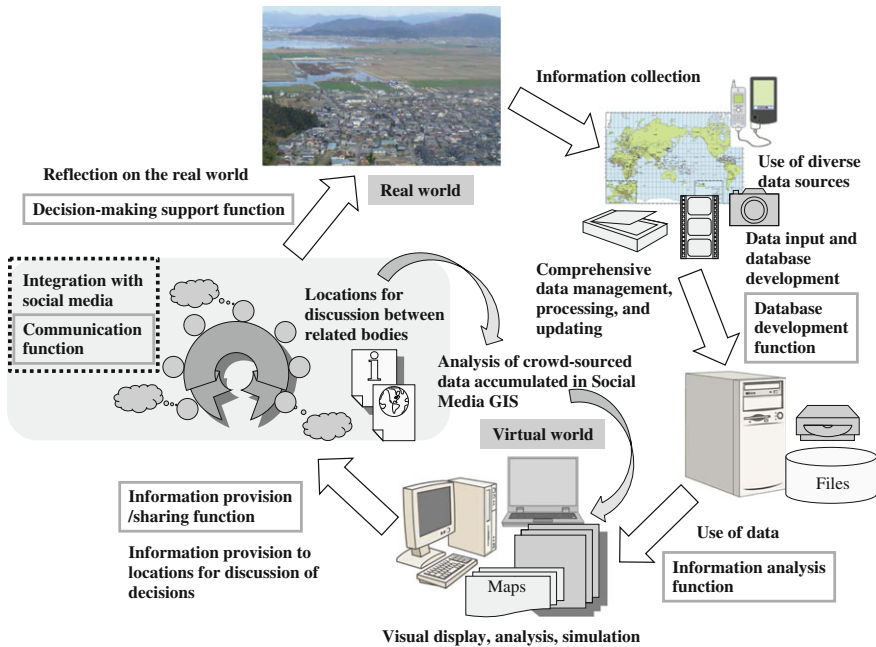 Information collection
Use of diverse
data sources
Reflection on the real world
Real world
Decision-making support function
Data input and
database
development
Comprehensive
data management,
processing, and
updating
Database
development
function
Integration with
social media
Communication
function
Locations for
discussion between
related bodies
i
Analysis of crowd-sourced
data accumulated in Social
Media GIS
Virtual world
Files
Information provision
/sharing function
Use of data
Information provision to
locations for discussion of
decisions
Information analysis
function
Maps
Visual display, analysis, simulation